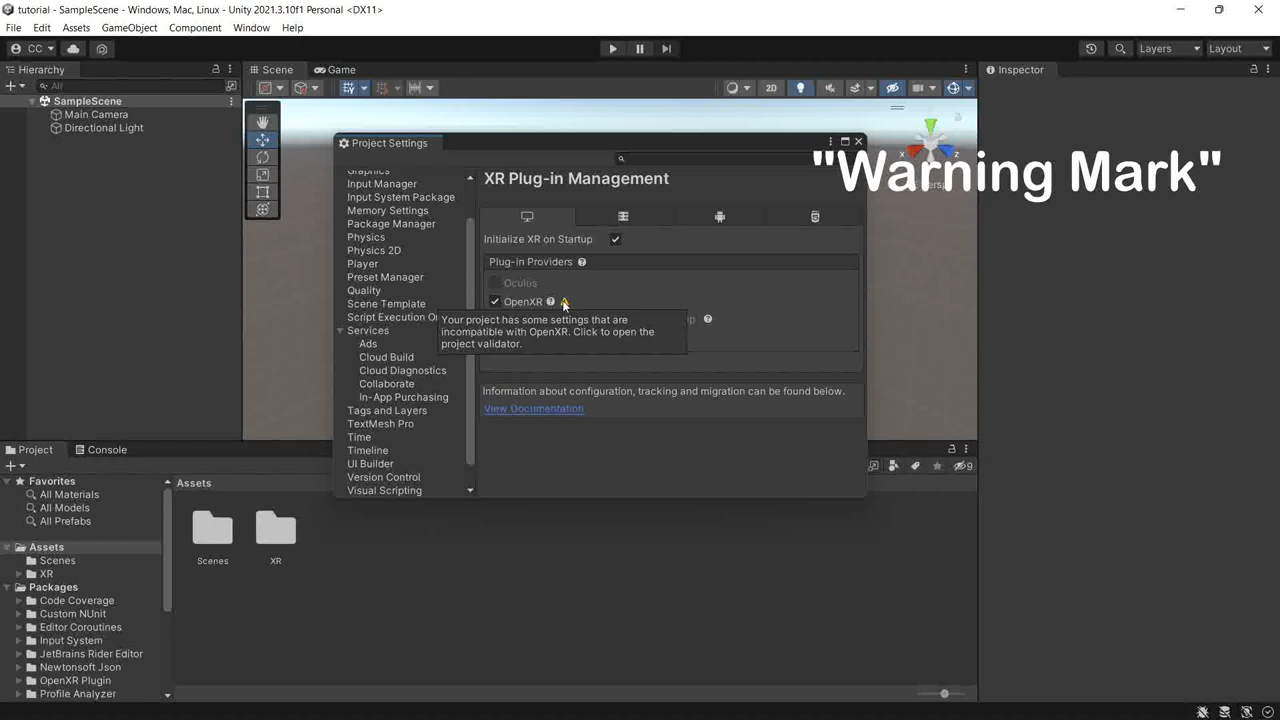 tutorial - SampleScene - Windows, Mac, Linux - Unity 2021.3.10f1 Personal <DX11>
File Edit Assets GameObject Component Window Help
CC
Layers Layout
Hierarchy
Scene Game
Inspector
All
2D
SampleScene
Main Camera
Directional Light
Project Settings
"Warning Mark"
X
Z
Persp
Graphics
Input Manager
Input System Package
Memory Settings
Package Manager
Physics
Physics 2D
Player
Preset Manager
Quality
Scene Template
Script Execution Or
Services
Ads
Cloud Build
Cloud Diagnostics
Collaborate
In-App Purchasing
Tags and Layers
TextMesh Pro
Time
Timeline
UI Builder
Version Control
Visual Scripting
XR Plug-in Management
Initialize XR on Startup
Plug-in Providers
Oculus
OpenXR
Your project has some settings that are
incompatible with OpenXR. Click to open the
project validator.
Information about configuration, tracking and migration can be found below.
View Documentation
Project Console
9
Favorites
All Materials
All Models
All Prefabs
Assets
Scenes
XR
Packages
Code Coverage
Custom NUnit
Editor Coroutines
Input System
JetBrains Rider Editor
Newtonsoft Json
OpenXR Plugin
Profile Analyzer
Assets
Scenes
XR